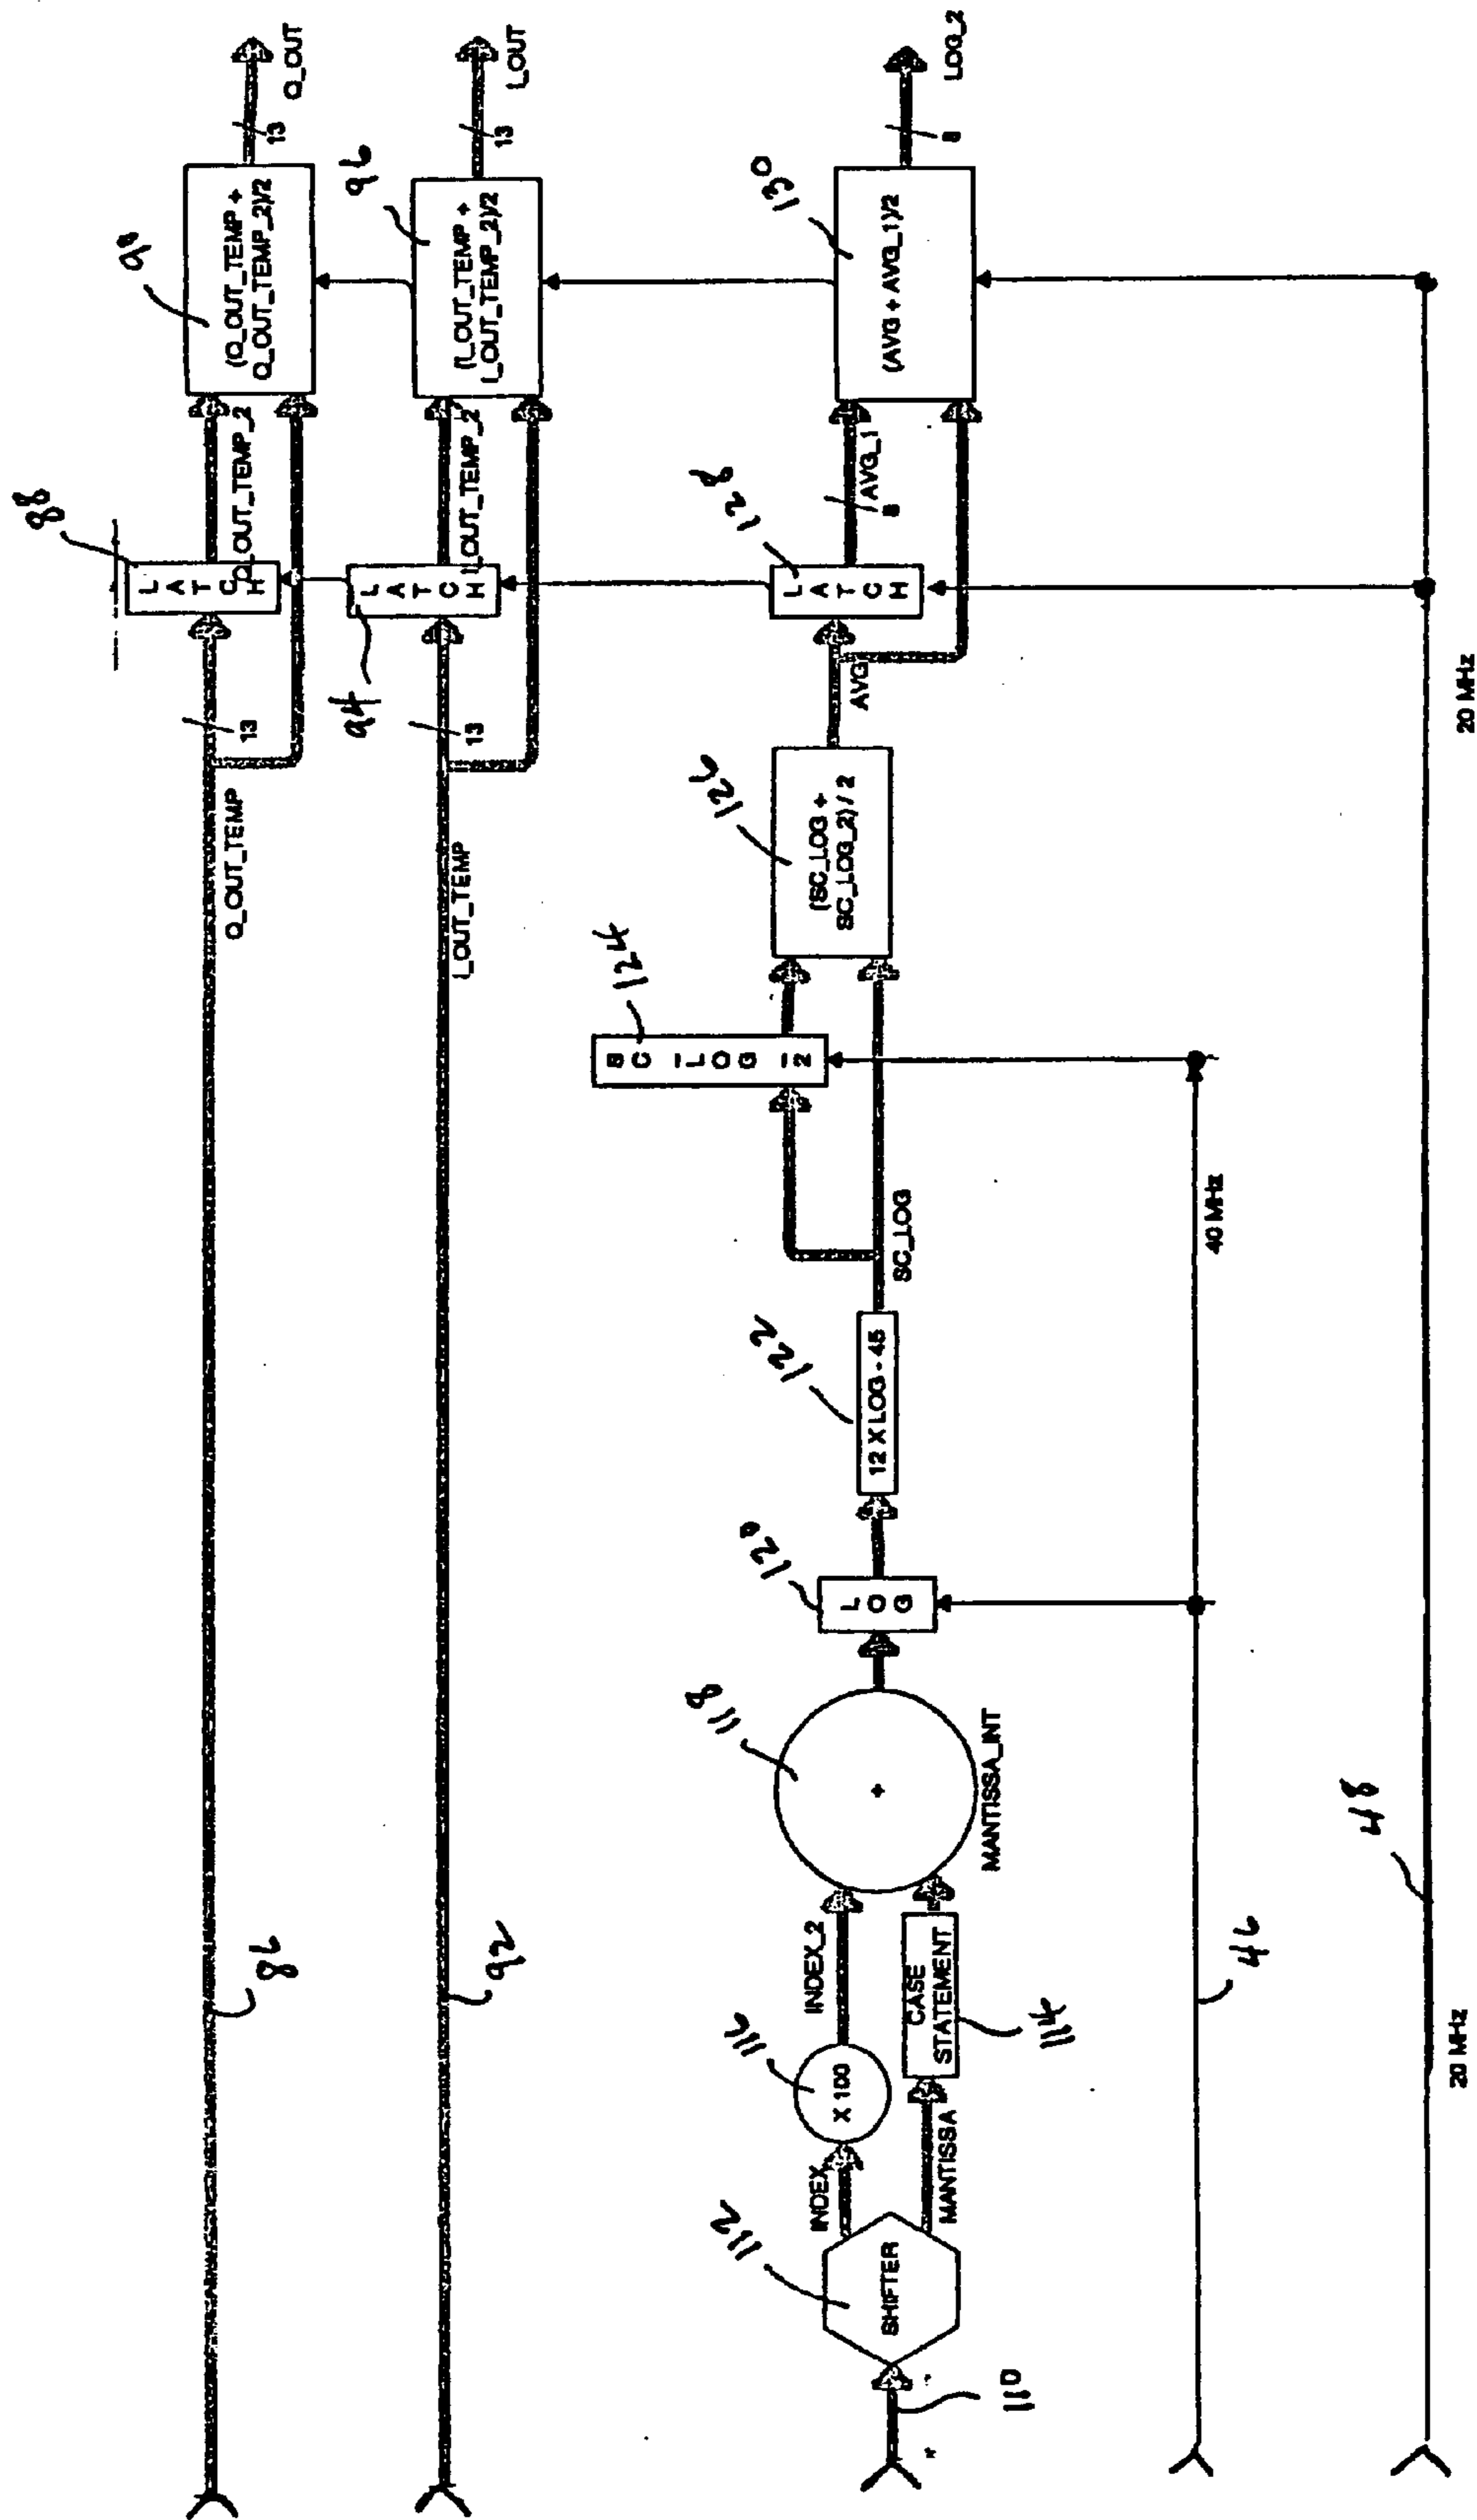 98
(Q_OUT_TEMP +
Q_OUT_TEMP_2)/2
13
Q_OUT
88
LATCH
Q_OUT_TEMP_2
13
Q_OUT_TEMP
86
96
(I_OUT_TEMP +
I_OUT_TEMP_2)/2
13
I_OUT
94
LATCH
I_OUT_TEMP_2
13
I_OUT_TEMP
92
110
112
SHIFTER
INDEX
MANTISSA
116
X 100
INDEX_2
CASE
STATEMENT
114
118
+
MANTISSA_INT
120
LOG
122
12 X LOG - 45
SC_LOG
124
SC_LOG_2
126
(SC_LOG +
SC_LOG_2) / 2
AVG
128
LATCH
AVG_1
8
130
(AVG + AVG_1)/2
8
LOG_2
46
40 MHz
48
20 MHz
20 MHz